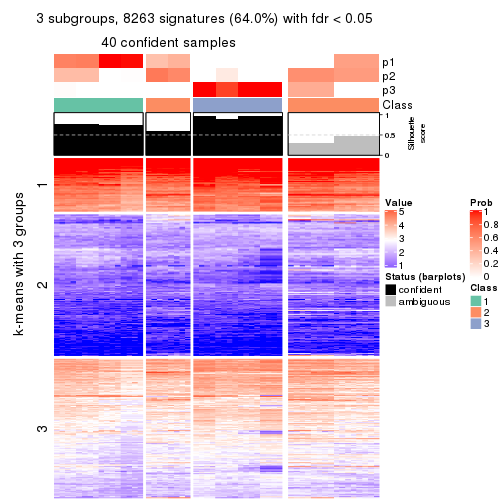 3 subgroups, 8263 signatures (64.0%) with fdr < 0.05
40 confident samples
p1
p2
p3
Class
1
0.5
0
Silhouette
score
k-means with 3 groups
1
2
3
Value
5
4
3
2
1
Status (barplots)
confident
ambiguous
Prob
1
0.8
0.6
0.4
0.2
0
Class
1
2
3